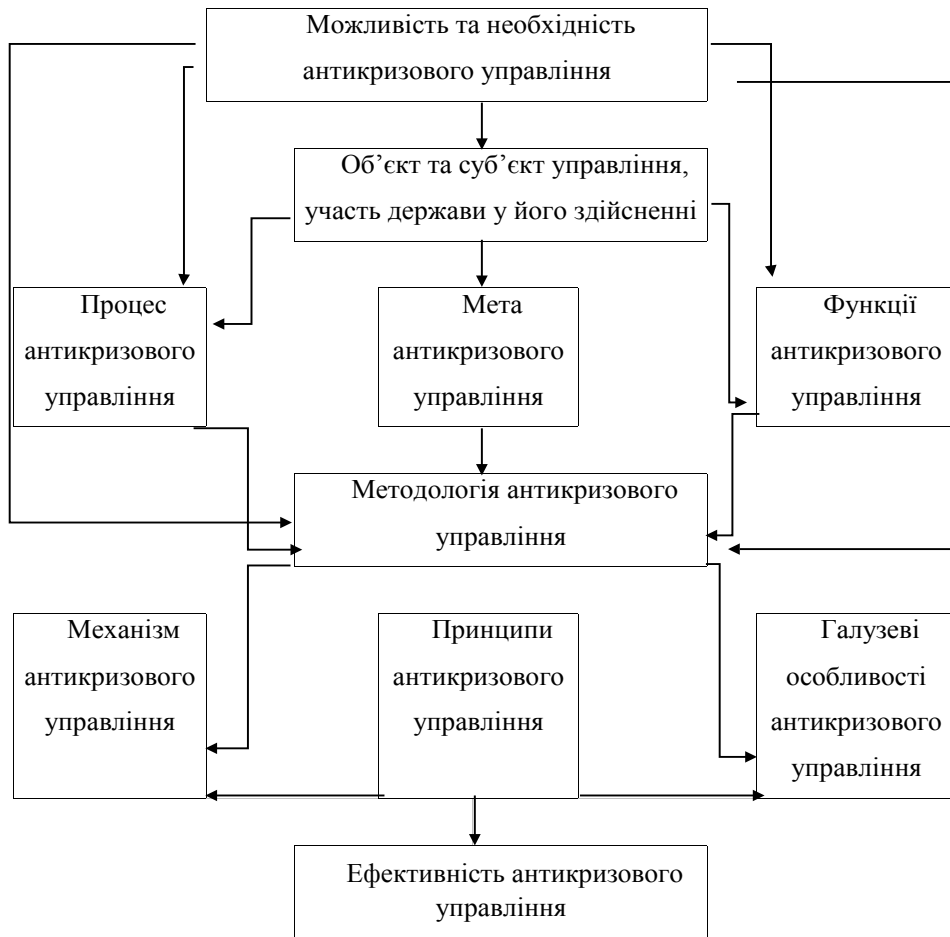 Можливість та необхідність
антикризового управління
Об’єкт та суб’єкт управління,
участь держави у його здійсненні
Процес
антикризового
управління
Мета
антикризового
управління
Функції
антикризового
управління
Методологія антикризового
управління
Механізм
антикризового
управління
Принципи
антикризового
управління
Галузеві
особливості
антикризового
управління
Ефективність антикризового
управління